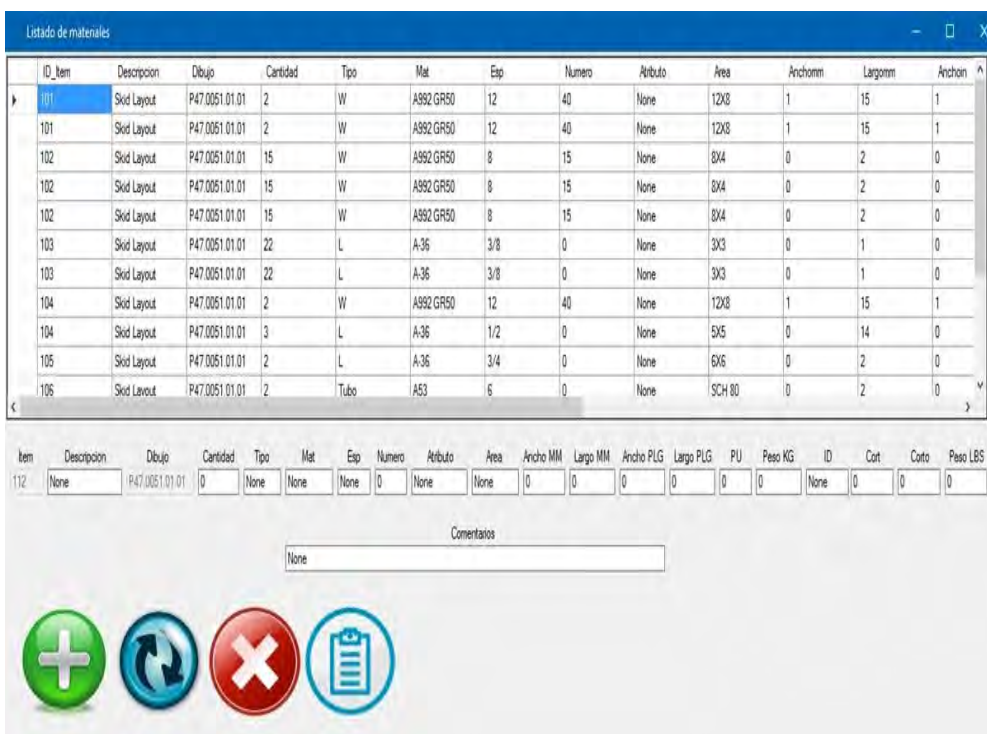 Listado de materiales
ID_Item Descripcion Dibujo Cantidad Tipo Mat Esp Numero Atributo Area Anchomm Largomm Anchoin
101 Skid Layout P47.0051.01.01 2 W A992 GR50 12 40 None 12X8 1 15 1
101 Skid Layout P47.0051.01.01 2 W A992 GR50 12 40 None 12X8 1 15 1
102 Skid Layout P47.0051.01.01 15 W A992 GR50 8 15 None 8X4 0 2 0
102 Skid Layout P47.0051.01.01 15 W A992 GR50 8 15 None 8X4 0 2 0
102 Skid Layout P47.0051.01.01 15 W A992 GR50 8 15 None 8X4 0 2 0
103 Skid Layout P47.0051.01.01 22 L A-36 3/8 0 None 3X3 0 1 0
103 Skid Layout P47.0051.01.01 22 L A-36 3/8 0 None 3X3 0 1 0
104 Skid Layout P47.0051.01.01 2 W A992 GR50 12 40 None 12X8 1 15 1
104 Skid Layout P47.0051.01.01 3 L A-36 1/2 0 None 5X5 0 14 0
105 Skid Layout P47.0051.01.01 2 L A-36 3/4 0 None 6X6 0 2 0
106 Skid Layout P47.0051.01.01 2 Tubo A53 6 0 None SCH 80 0 2 0
Item Descripcion Dibujo Cantidad Tipo Mat Esp Numero Atributo Area Ancho MM Largo MM Ancho PLG Largo PLG PU Peso KG ID Cort Corto Peso LBS
112 None P47.0051.01.01 0 None None None 0 None None 0 0 0 0 0 0 None 0 0 0
Comentarios
None